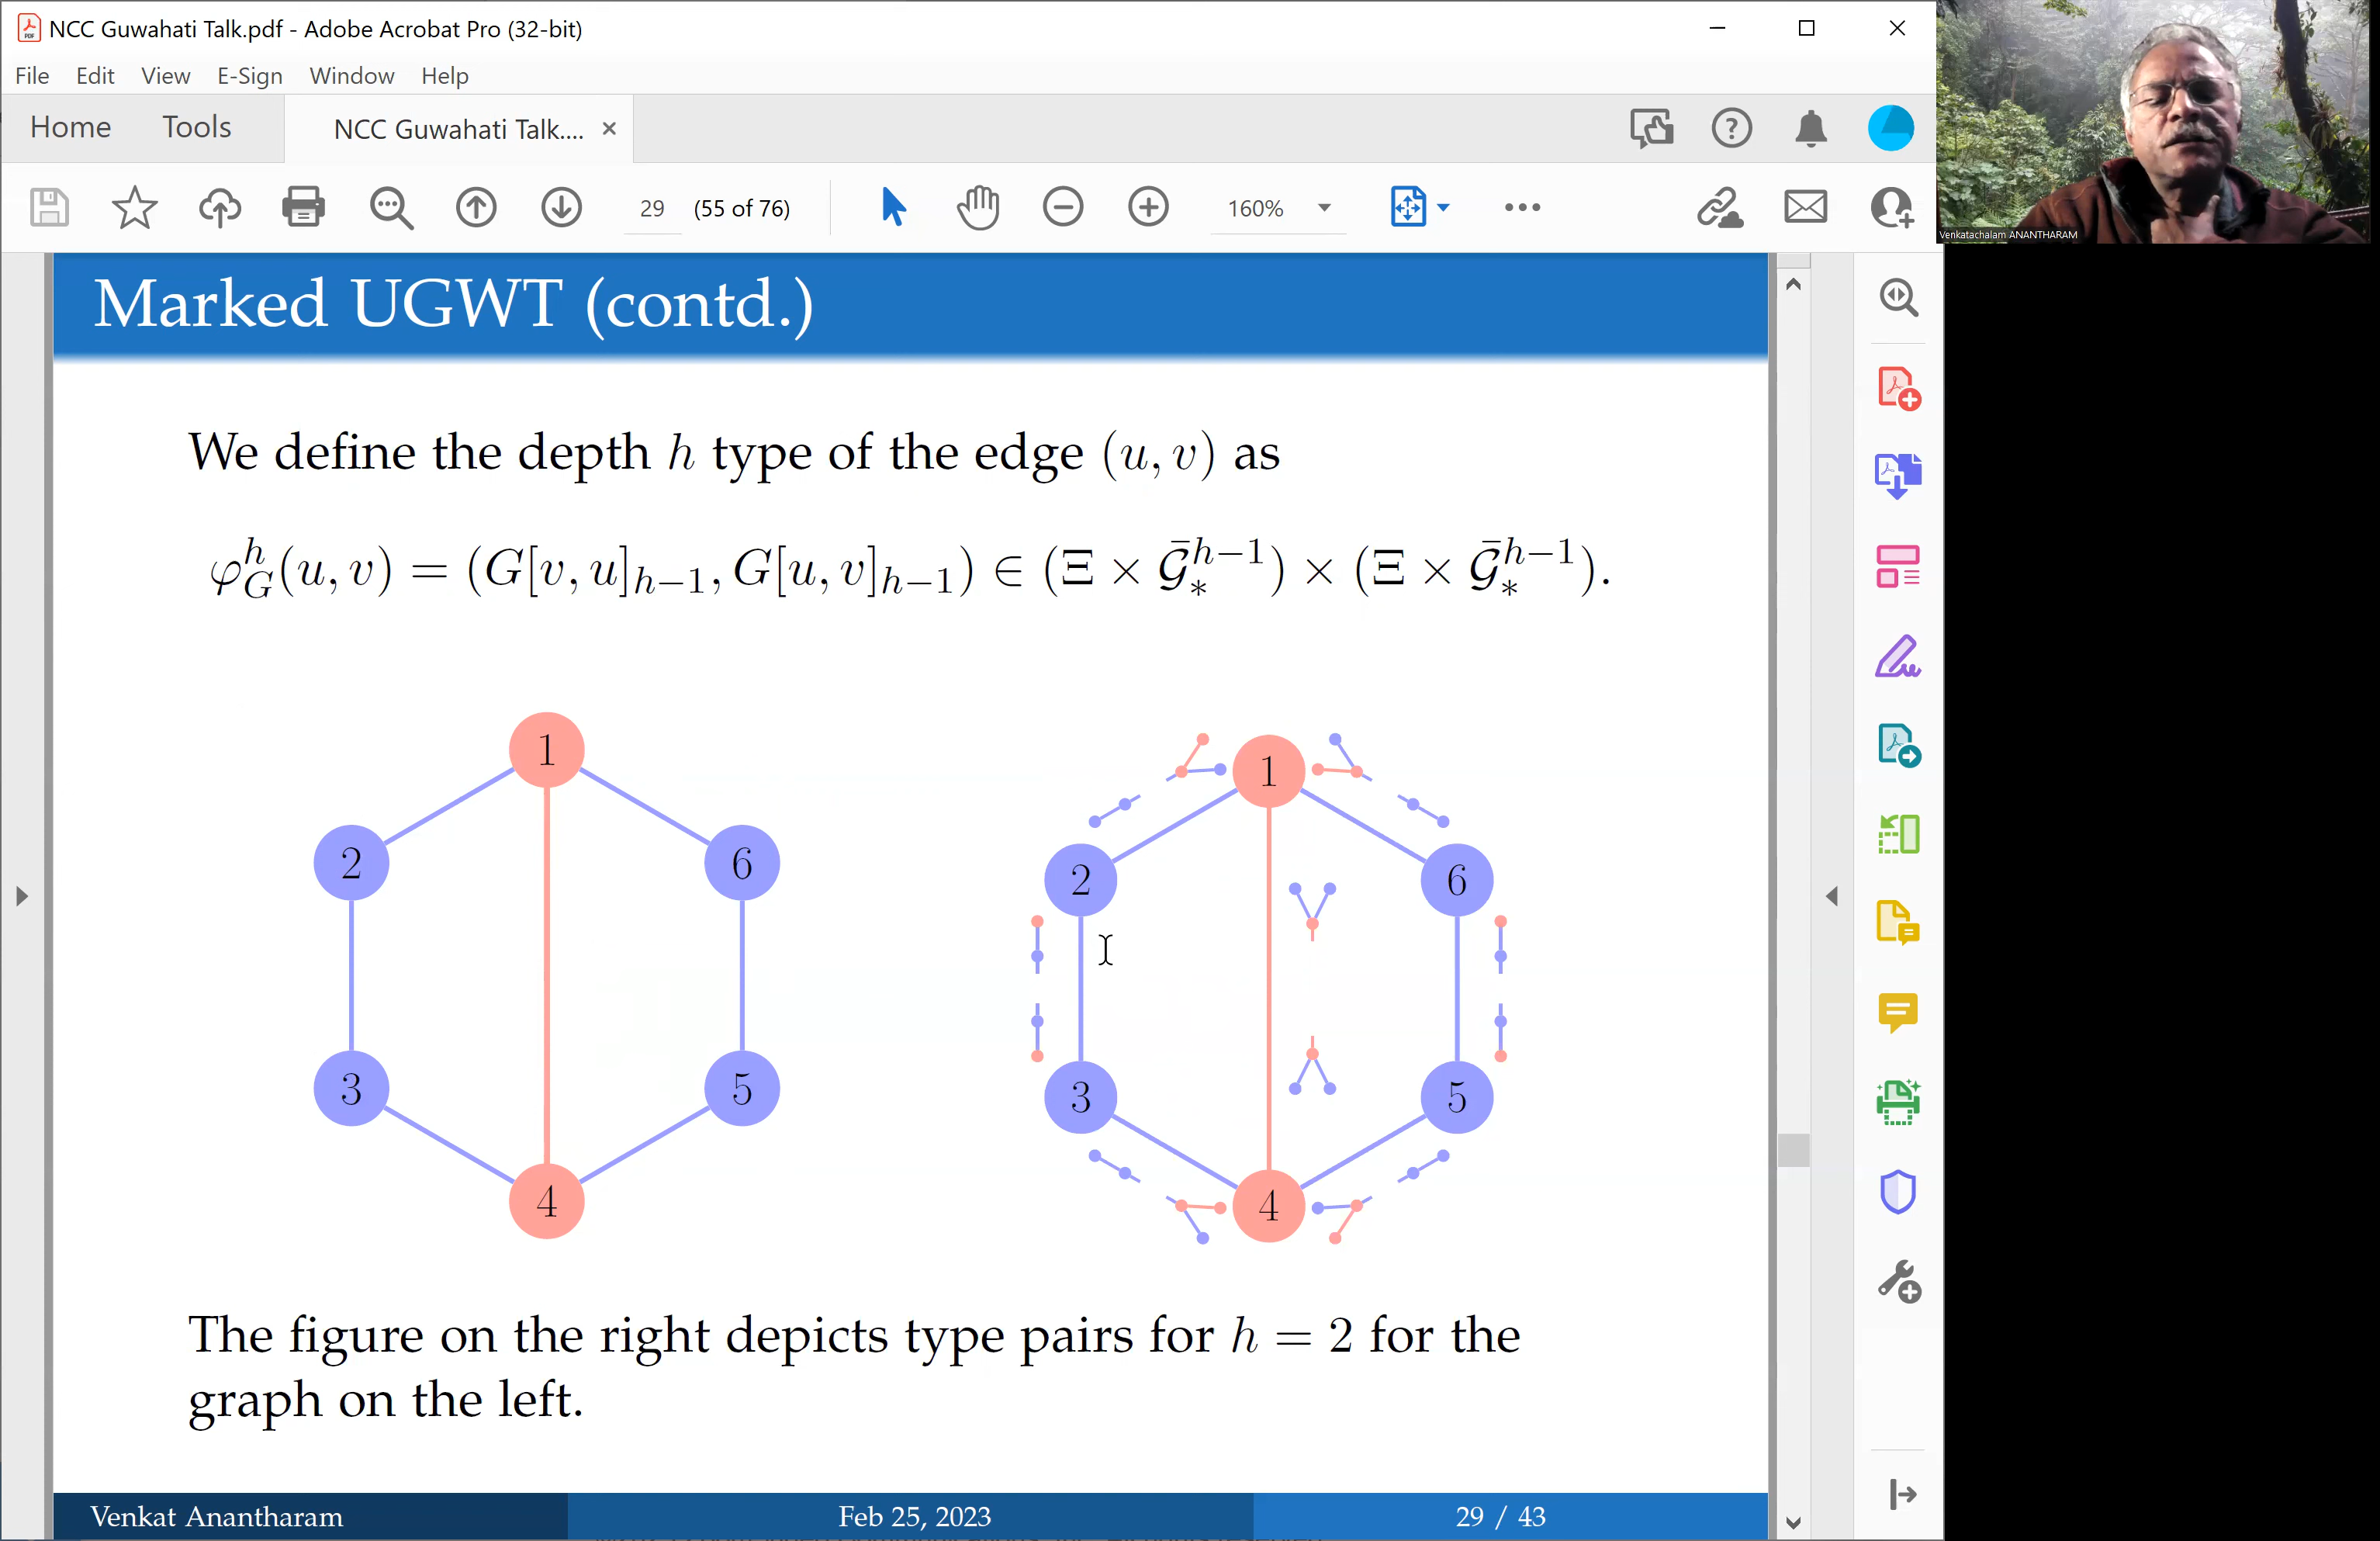 NCC Guwahati Talk.pdf - Adobe Acrobat Pro (32-bit)
File Edit View E-Sign Window Help
Home Tools NCC Guwahati Talk.... ×
29 (55 of 76) 160%
Venkatachalam ANANTHARAM
Marked UGWT (contd.)
We define the depth h type of the edge (u, v) as
φ_G^h(u, v) = (G[v, u]_{h−1}, G[u, v]_{h−1}) ∈ (Ξ × 𝒢̄_*^{h−1}) × (Ξ × 𝒢̄_*^{h−1}).
1 1
2 6 2 6
3 5 3 5
4 4
The figure on the right depicts type pairs for h = 2 for the
graph on the left.
Venkat Anantharam Feb 25, 2023 29 / 43